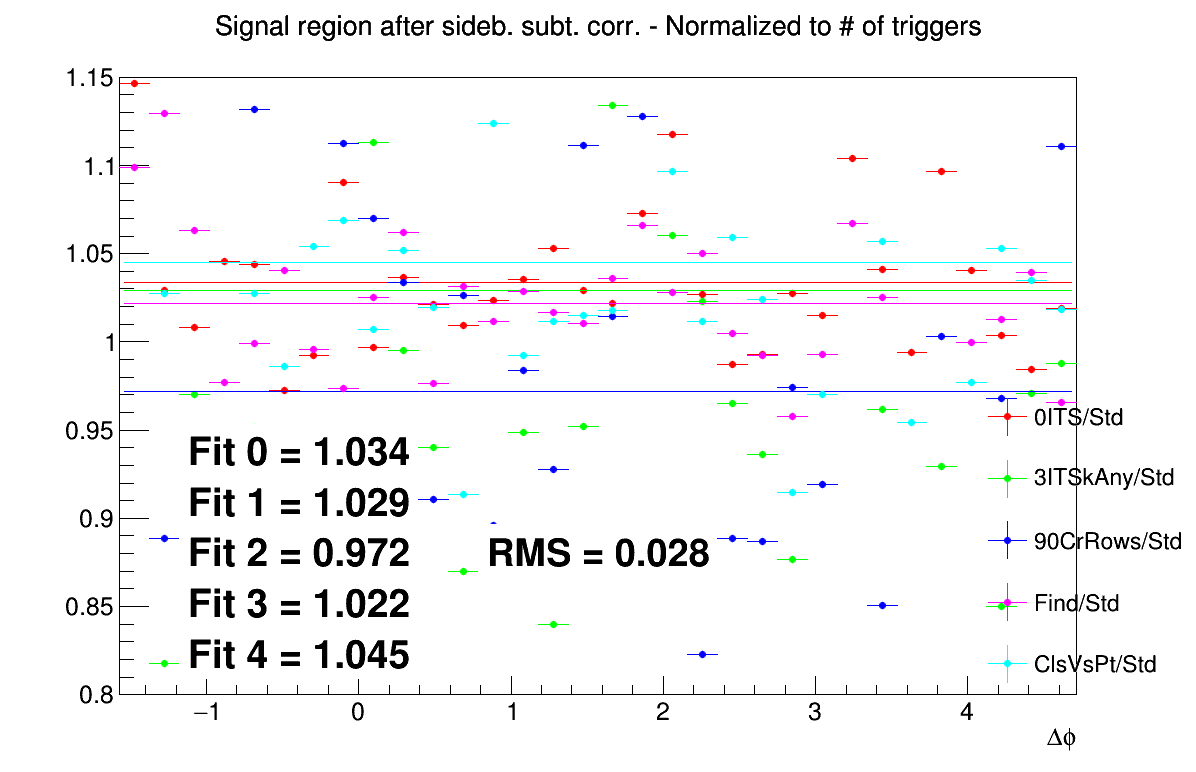 Signal region after sideb. subt. corr. - Normalized to # of triggers
1.15
1.1
1.05
1
0.95
0.9
0.85
0.8
Fit 0 = 1.034
Fit 1 = 1.029
Fit 2 = 0.972
Fit 3 = 1.022
Fit 4 = 1.045
RMS = 0.028
0ITS/Std
3ITSkAny/Std
90CrRows/Std
Find/Std
ClsVsPt/Std
−1 0 1 2 3 4
Δϕ